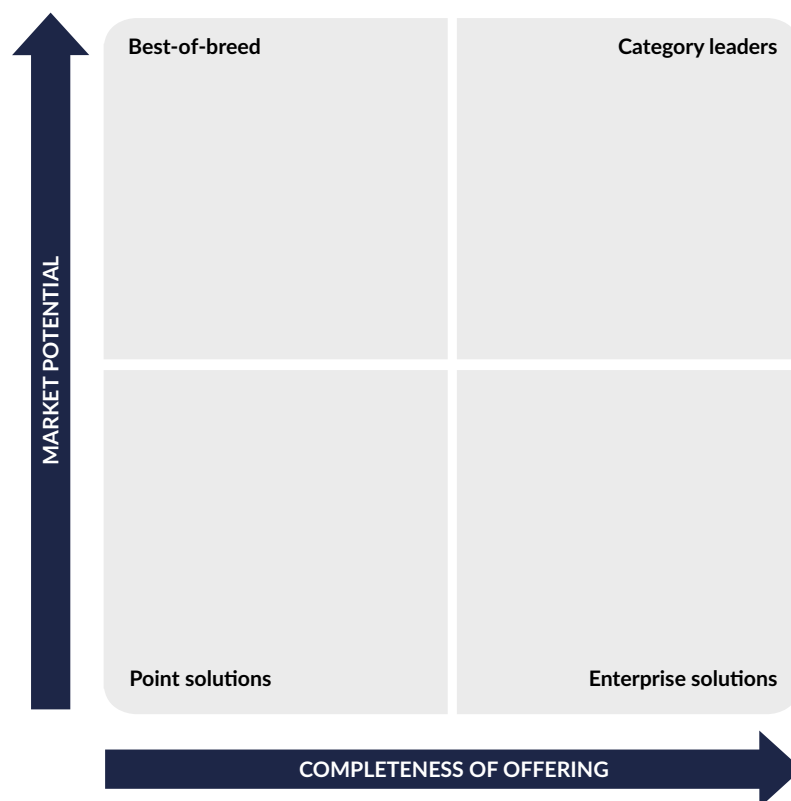 Best-of-breed
Category leaders
MARKET POTENTIAL
Point solutions
Enterprise solutions
COMPLETENESS OF OFFERING